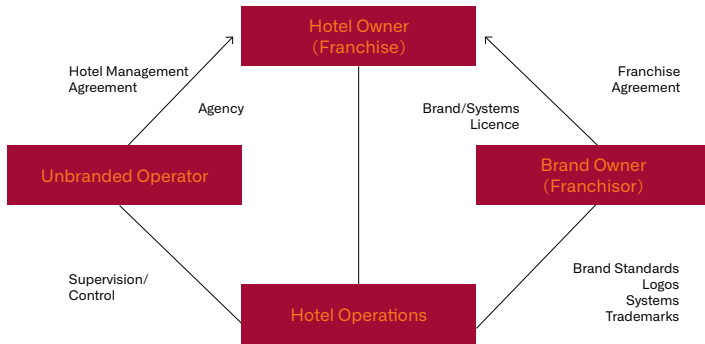 Hotel Owner
(Franchise)
Hotel Management
Agreement
Franchise
Agreement
Agency
Brand/Systems
Licence
Unbranded Operator
Brand Owner
(Franchisor)
Supervision/
Control
Brand Standards
Logos
Systems
Trademarks
Hotel Operations